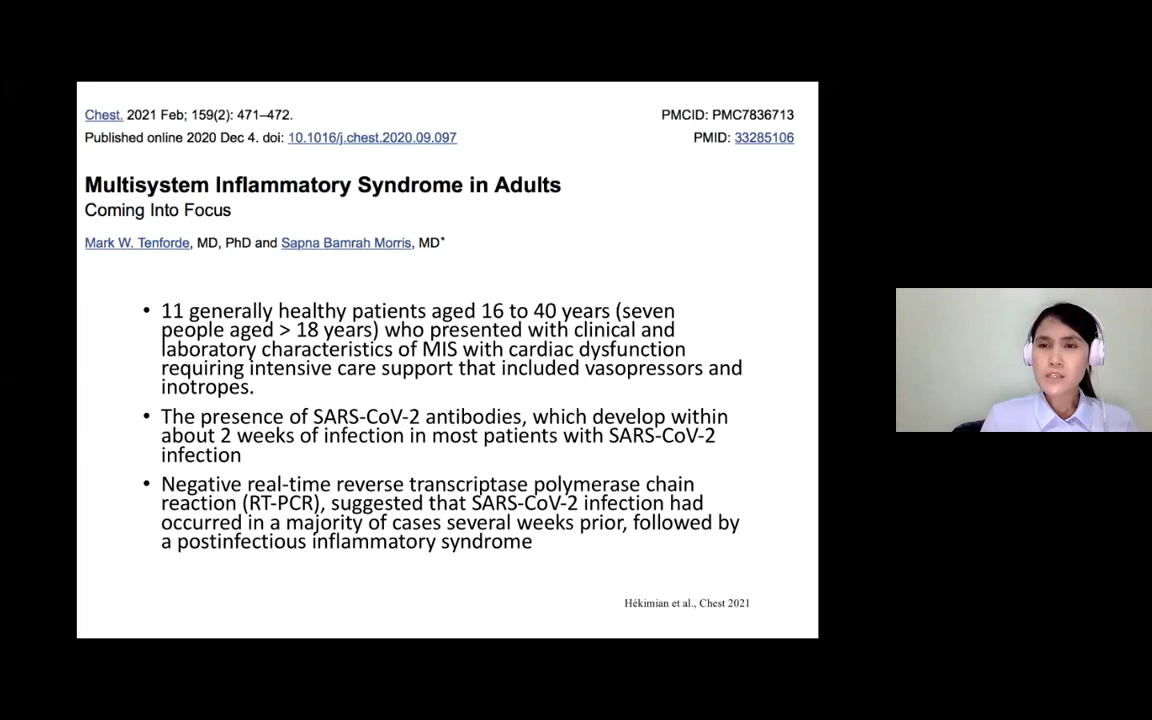 Chest. 2021 Feb; 159(2): 471–472.
PMCID: PMC7836713
Published online 2020 Dec 4. doi: 10.1016/j.chest.2020.09.097
PMID: 33285106
Multisystem Inflammatory Syndrome in Adults
Coming Into Focus
Mark W. Tenforde, MD, PhD and Sapna Bamrah Morris, MD*
• 11 generally healthy patients aged 16 to 40 years (seven
people aged > 18 years) who presented with clinical and
laboratory characteristics of MIS with cardiac dysfunction
requiring intensive care support that included vasopressors and
inotropes.
• The presence of SARS-CoV-2 antibodies, which develop within
about 2 weeks of infection in most patients with SARS-CoV-2
infection
• Negative real-time reverse transcriptase polymerase chain
reaction (RT-PCR), suggested that SARS-CoV-2 infection had
occurred in a majority of cases several weeks prior, followed by
a postinfectious inflammatory syndrome
Hékimian et al., Chest 2021